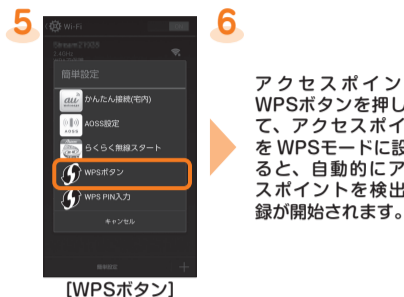 5
Wi-Fi
簡単設定
au
かんたん接続(宅内)
AOSS
AOSS設定
らくらく無線スタート
WPSボタン
WPS PIN入力
キャンセル
簡単設定
[WPSボタン]
6
アクセスポイン
WPSボタンを押し
て、アクセスポイ
をWPSモードに設
ると、自動的にア
スポイントを検出
録が開始されます。